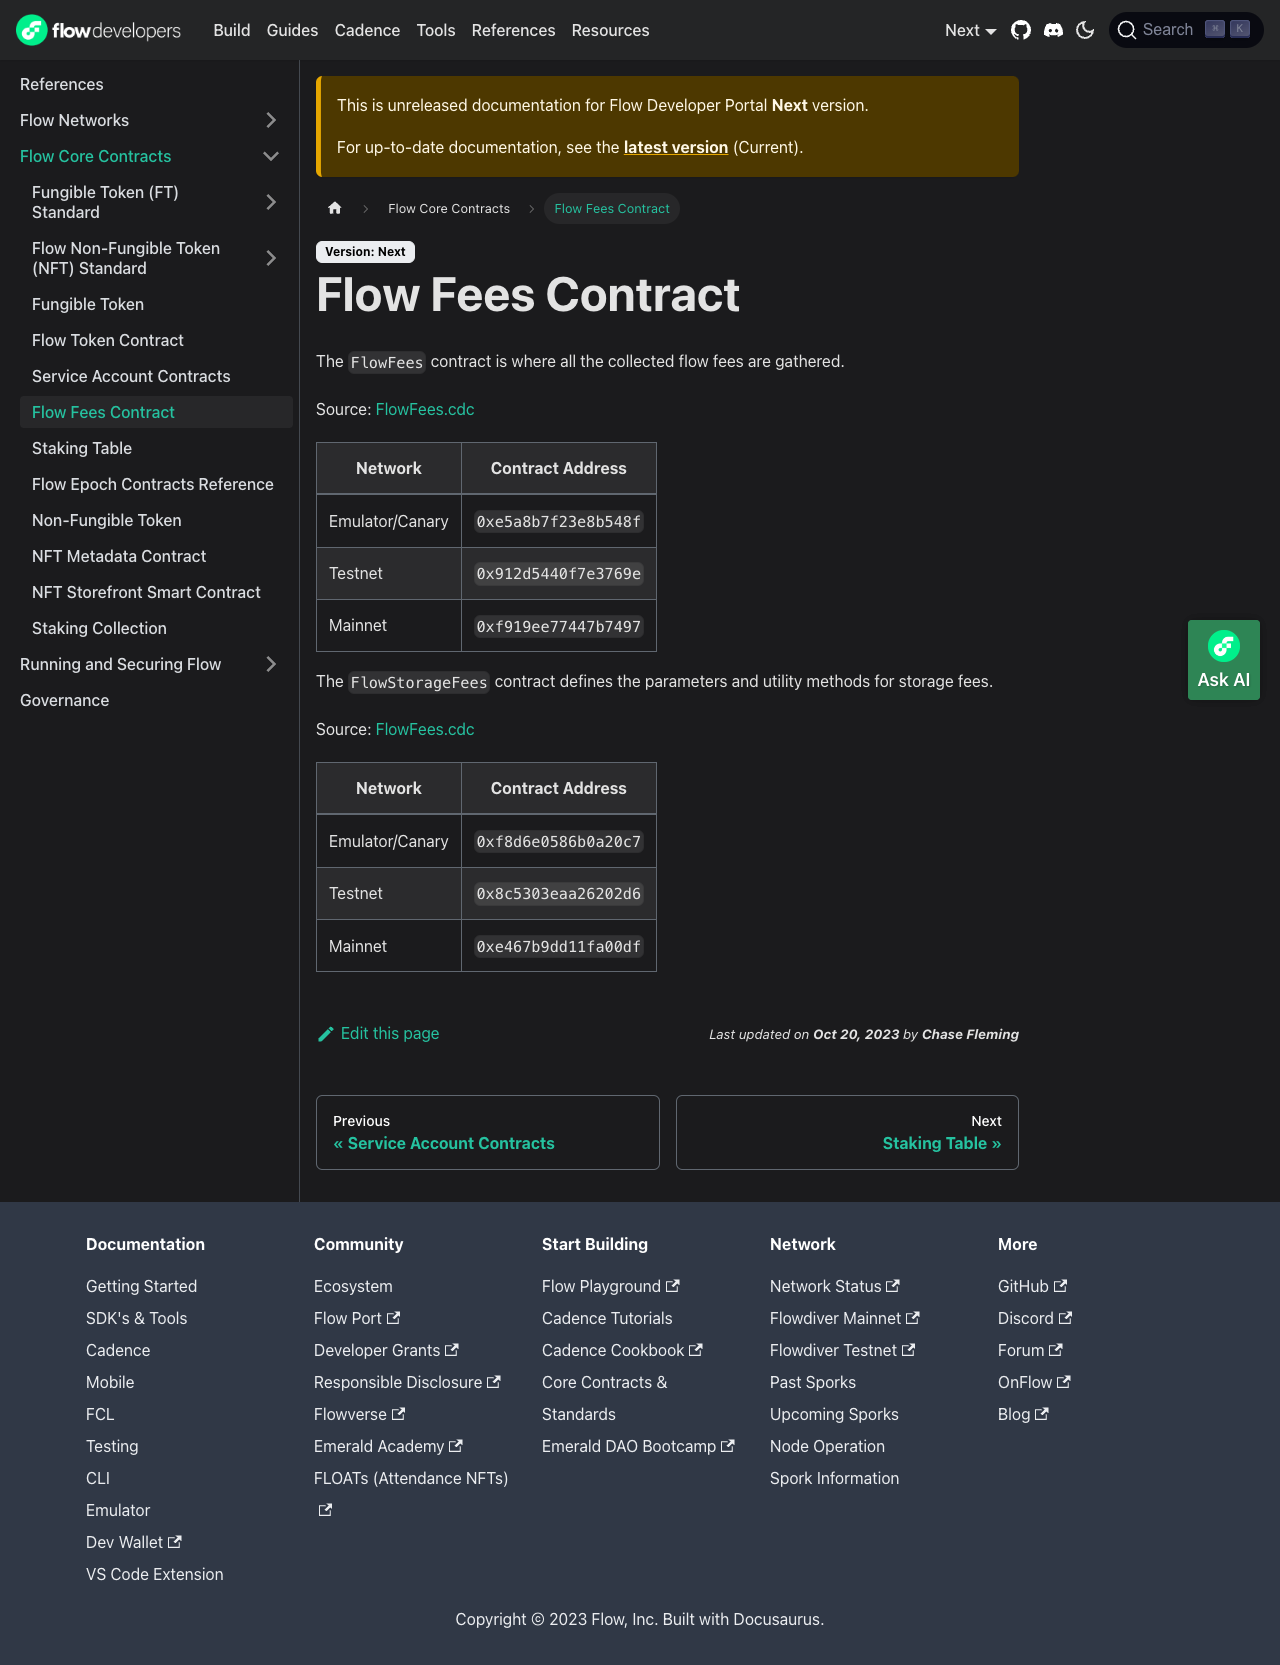 flowdevelopers
Build
Guides
Cadence
Tools
References
Resources
Next
Search
⌘
K
References
Flow Networks
Flow Core Contracts
Fungible Token (FT)
Standard
Flow Non-Fungible Token
(NFT) Standard
Fungible Token
Flow Token Contract
Service Account Contracts
Flow Fees Contract
Staking Table
Flow Epoch Contracts Reference
Non-Fungible Token
NFT Metadata Contract
NFT Storefront Smart Contract
Staking Collection
Running and Securing Flow
Governance
This is unreleased documentation for Flow Developer Portal Next version.
For up-to-date documentation, see the latest version (Current).
Flow Core Contracts
Flow Fees Contract
Version: Next
Flow Fees Contract
The FlowFees contract is where all the collected flow fees are gathered.
Source: FlowFees.cdc
Network
Contract Address
Emulator/Canary
0xe5a8b7f23e8b548f
Testnet
0x912d5440f7e3769e
Mainnet
0xf919ee77447b7497
The FlowStorageFees contract defines the parameters and utility methods for storage fees.
Source: FlowFees.cdc
Network
Contract Address
Emulator/Canary
0xf8d6e0586b0a20c7
Testnet
0x8c5303eaa26202d6
Mainnet
0xe467b9dd11fa00df
Ask AI
Edit this page
Last updated on Oct 20, 2023 by Chase Fleming
Previous
« Service Account Contracts
Next
Staking Table »
Documentation
Getting Started
SDK's & Tools
Cadence
Mobile
FCL
Testing
CLI
Emulator
Dev Wallet
VS Code Extension
Community
Ecosystem
Flow Port
Developer Grants
Responsible Disclosure
Flowverse
Emerald Academy
FLOATs (Attendance NFTs)
Start Building
Flow Playground
Cadence Tutorials
Cadence Cookbook
Core Contracts &
Standards
Emerald DAO Bootcamp
Network
Network Status
Flowdiver Mainnet
Flowdiver Testnet
Past Sporks
Upcoming Sporks
Node Operation
Spork Information
More
GitHub
Discord
Forum
OnFlow
Blog
Copyright © 2023 Flow, Inc. Built with Docusaurus.